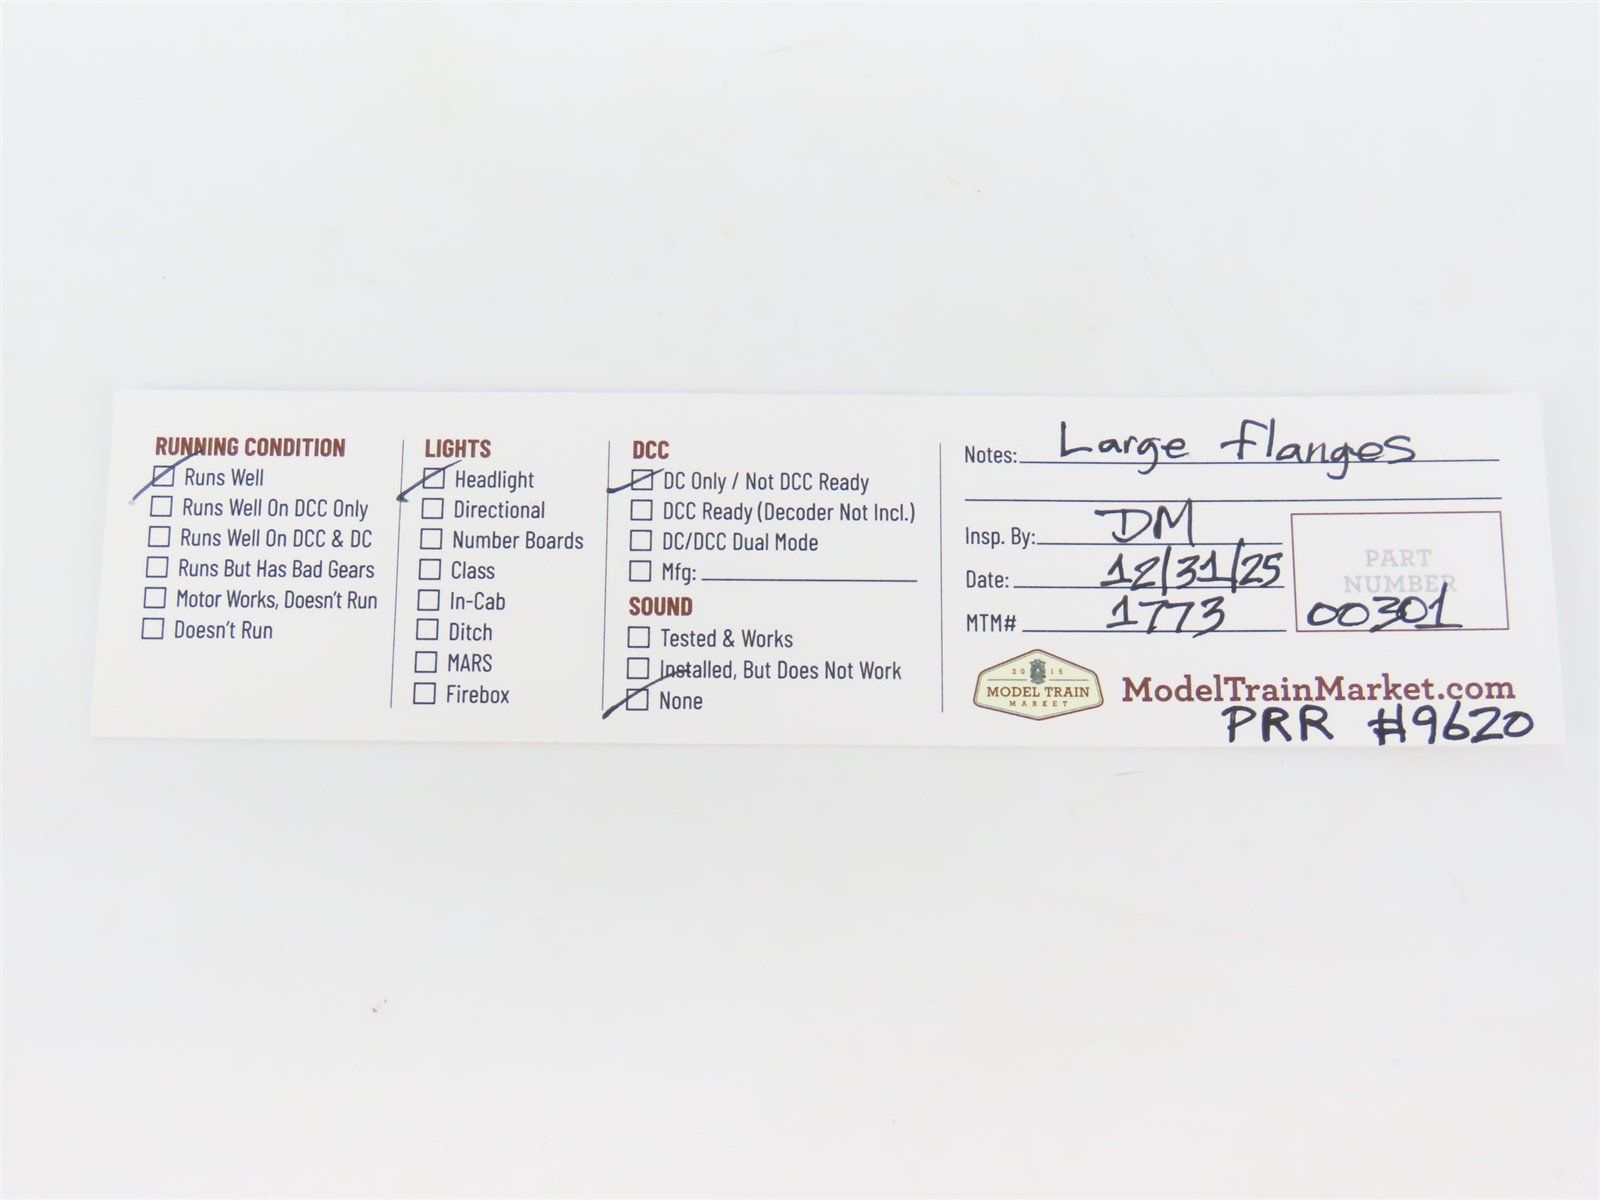 RUNNING CONDITION
Runs Well
Runs Well On DCC Only
Runs Well On DCC & DC
Runs But Has Bad Gears
Motor Works, Doesn't Run
Doesn't Run
LIGHTS
Headlight
Directional
Number Boards
Class
In-Cab
Ditch
MARS
Firebox
DCC
DC Only / Not DCC Ready
DCC Ready (Decoder Not Incl.)
DC/DCC Dual Mode
Mfg:
SOUND
Tested & Works
Installed, But Does Not Work
None
Notes: Large flanges
Insp. By: DM
Date: 12/31/25
MTM# 1773
PART
NUMBER
00301
2015
MODEL TRAIN
MARKET
ModelTrainMarket.com
PRR #9620